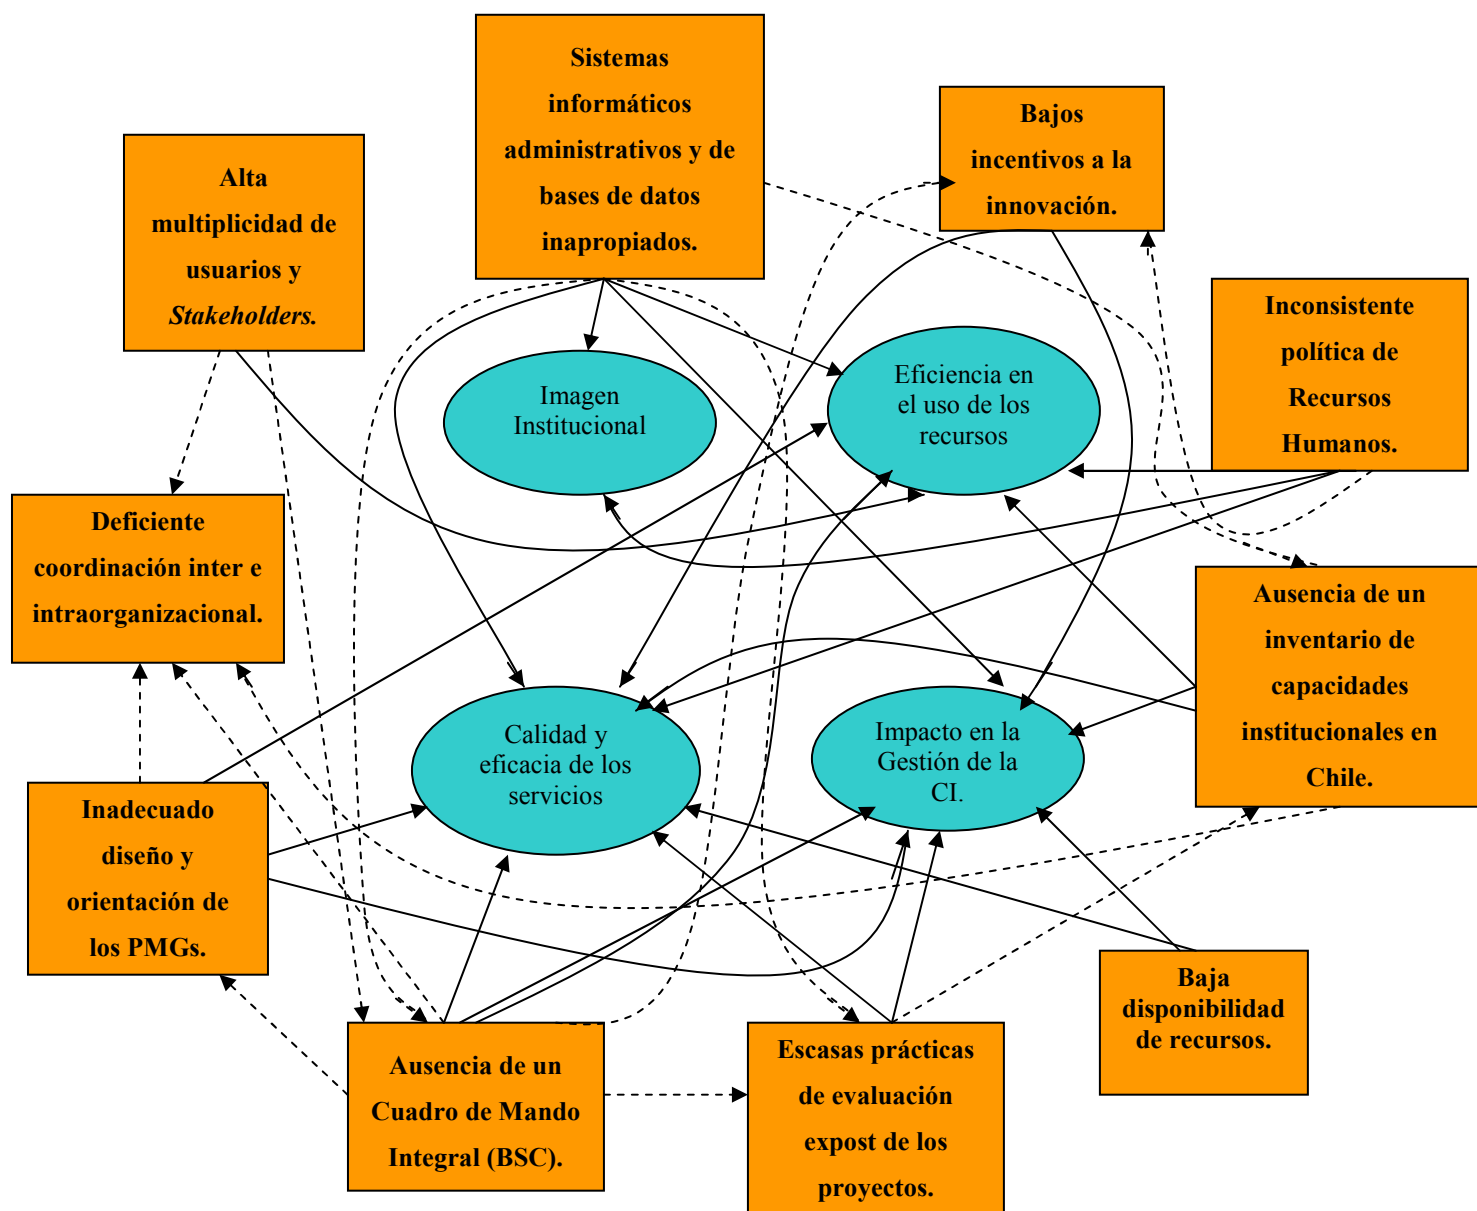 Sistemas
informáticos
administrativos y de
bases de datos
inapropiados.
Bajos
incentivos a la
innovación.
Alta
multiplicidad de
usuarios y
Stakeholders.
Inconsistente
política de
Recursos
Humanos.
Imagen
Institucional
Eficiencia en
el uso de los
recursos
Deficiente
coordinación inter e
intraorganizacional.
Ausencia de un
inventario de
capacidades
institucionales en
Chile.
Calidad y
eficacia de los
servicios
Impacto en la
Gestión de la
CI.
Inadecuado
diseño y
orientación de
los PMGs.
Baja
disponibilidad
de recursos.
Ausencia de un
Cuadro de Mando
Integral (BSC).
Escasas prácticas
de evaluación
expost de los
proyectos.